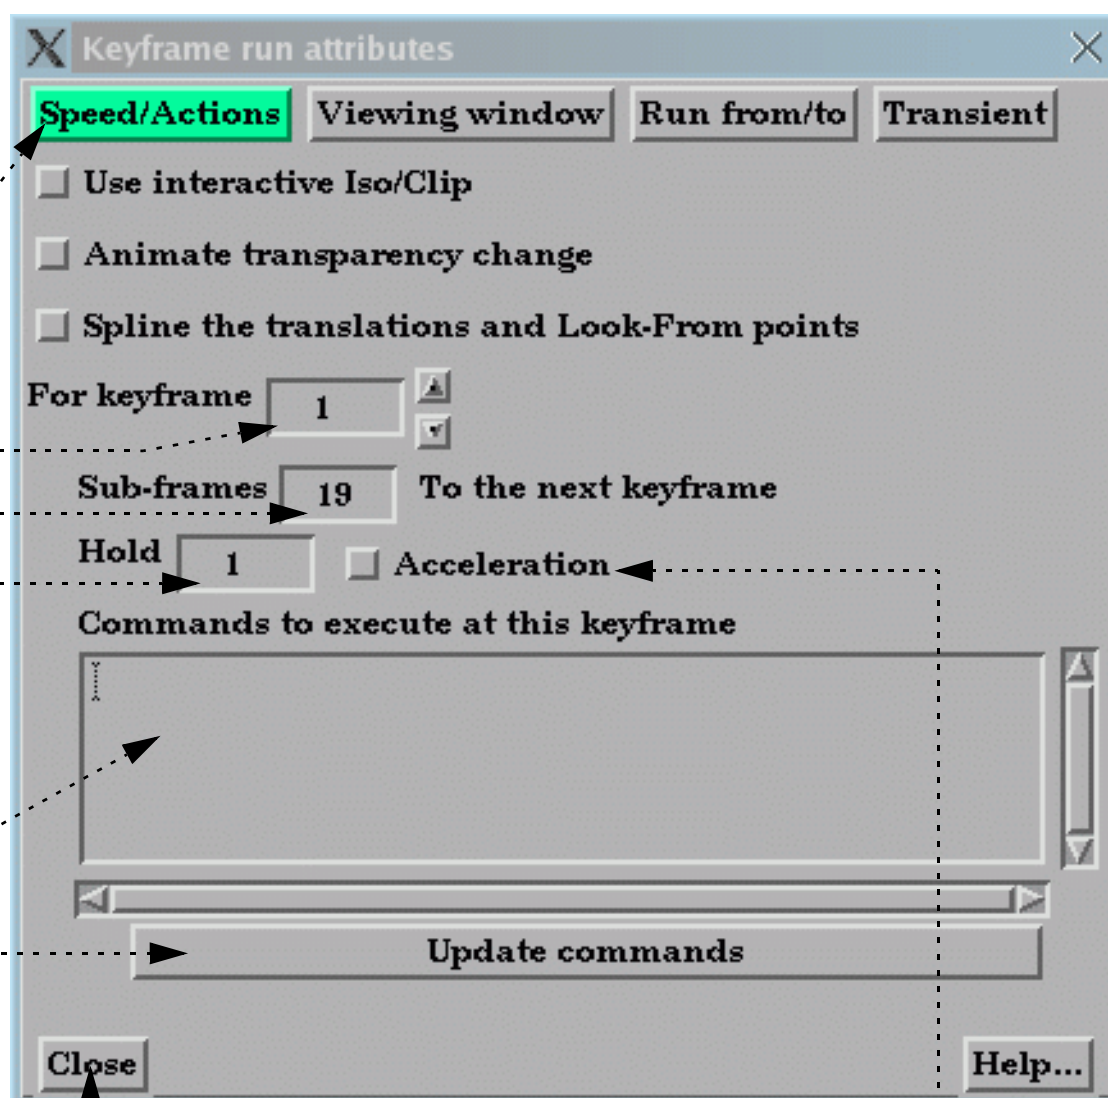 Keyframe run attributes
Speed/Actions Viewing window Run from/to Transient
Use interactive Iso/Clip
Animate transparency change
Spline the translations and Look-From points
For keyframe 1
Sub-frames 19 To the next keyframe
Hold 1 Acceleration
Commands to execute at this keyframe
Update commands
Close Help...